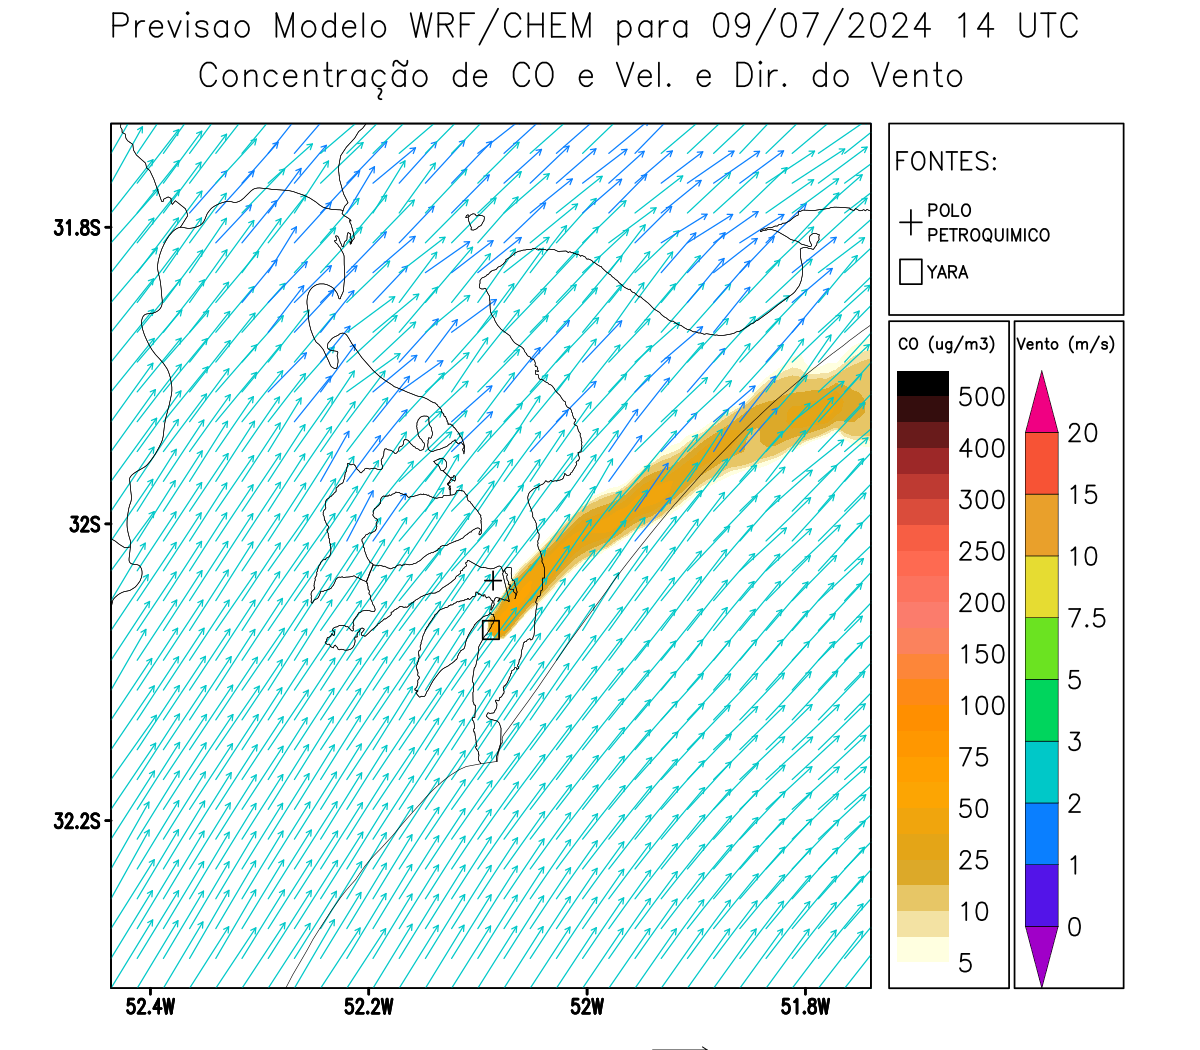 Previsao Modelo WRF/CHEM para 09/07/2024 14 UTC
Concentração de CO e Vel. e Dir. do Vento
FONTES:
POLO
PETROQUIMICO
YARA
CO (ug/m3)
500
400
300
250
200
150
100
75
50
25
10
5
Vento (m/s)
20
15
10
7.5
5
3
2
1
0
31.8S
32S
32.2S
52.4W 52.2W 52W 51.8W